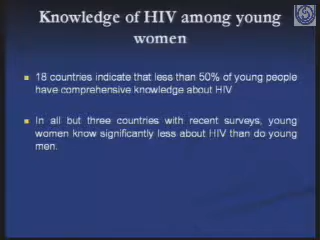 Knowledge of HIV among young
women
18 countries indicate that less than 50% of young people
have comprehensive knowledge about HIV
In all but three countries with recent surveys, young
women know significantly less about HIV than do young
men.